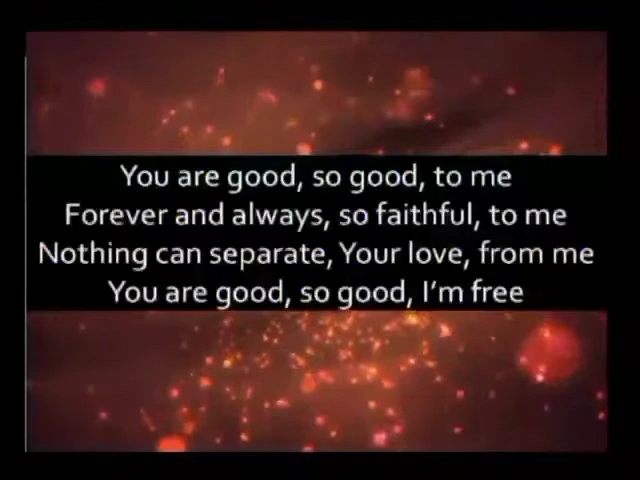 You are good, so good, to me
Forever and always, so faithful, to me
Nothing can separate, Your love, from me
You are good, so good, I'm free